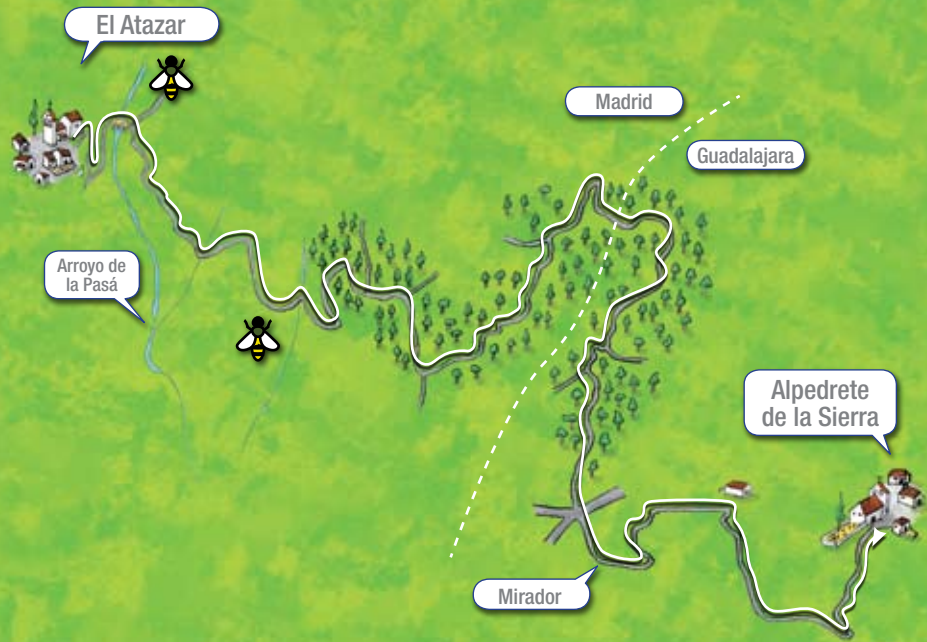 El Atazar
Madrid
Guadalajara
Arroyo de
la Pasá
Alpedrete
de la Sierra
Mirador